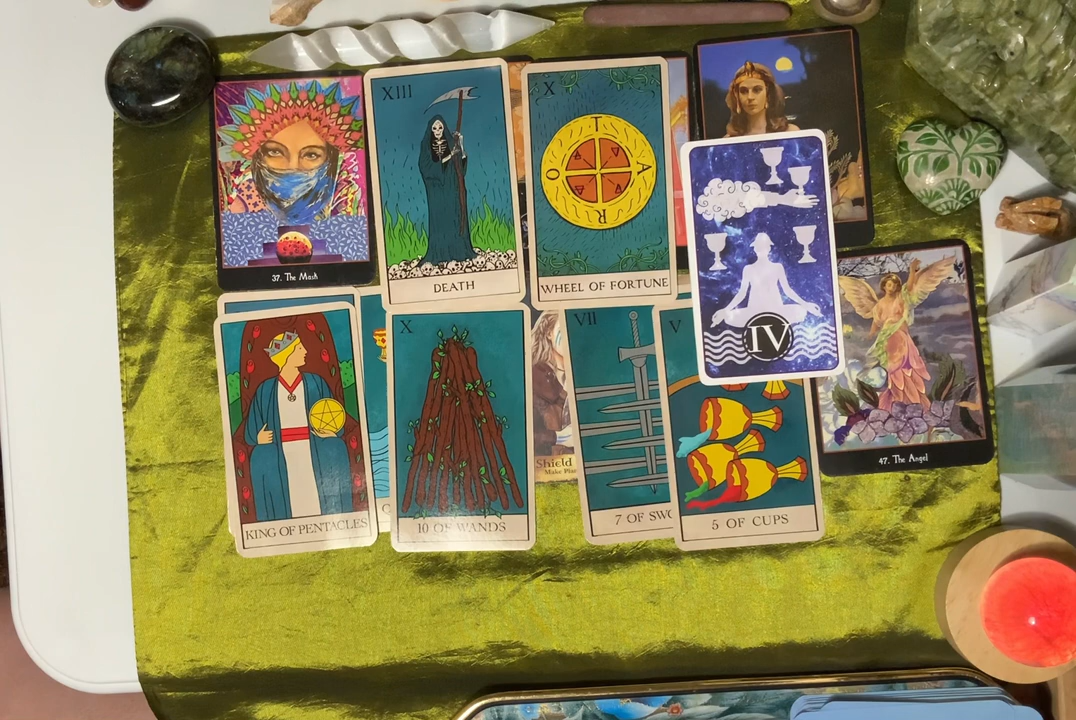 37. The Mask
XIII
DEATH
X
T
A
R
O
WHEEL OF FORTUNE
IV
47. The Angel
KING OF PENTACLES
X
10 OF WANDS
Shield
VII
7 OF SWO
V
5 OF CUPS